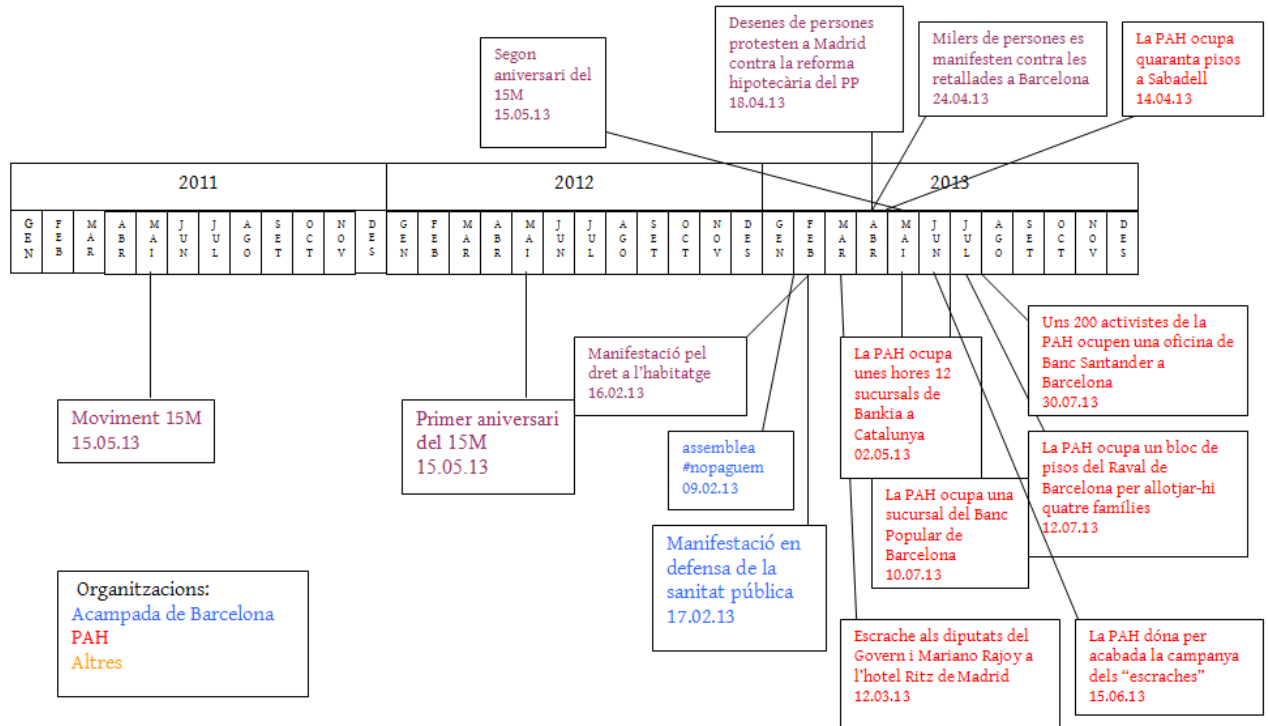 Segon
aniversari del
15M
15.05.13
Desenes de persones
protesten a Madrid
contra la reforma
hipotecària del PP
18.04.13
Milers de persones es
manifesten contra les
retallades a Barcelona
24.04.13
La PAH ocupa
quaranta pisos
a Sabadell
14.04.13
2011
2012
2013
GEN FEB MAR ABR MAI JUN JUL AGO SET OCT NOV DES GEN FEB MAR ABR MAI JUN JUL AGO SET OCT NOV DES GEN FEB MAR ABR MAI JUN JUL AGO SET OCT NOV DES
Moviment 15M
15.05.13
Primer aniversari
del 15M
15.05.13
Manifestació pel
dret a l'habitatge
16.02.13
assemblea
#nopaguem
09.02.13
Manifestació en
defensa de la
sanitat pública
17.02.13
La PAH ocupa
unes hores 12
sucursals de
Bankia a
Catalunya
02.05.13
La PAH ocupa una
sucursal del Banc
Popular de
Barcelona
10.07.13
Escrache als diputats del
Govern i Mariano Rajoy a
l'hotel Ritz de Madrid
12.03.13
Uns 200 activistes de la
PAH ocupen una oficina de
Banc Santander a
Barcelona
30.07.13
La PAH ocupa un bloc de
pisos del Raval de
Barcelona per allotjar-hi
quatre famílies
12.07.13
La PAH dóna per
acabada la campanya
dels “escraches”
15.06.13
Organitzacions:
Acampada de Barcelona
PAH
Altres